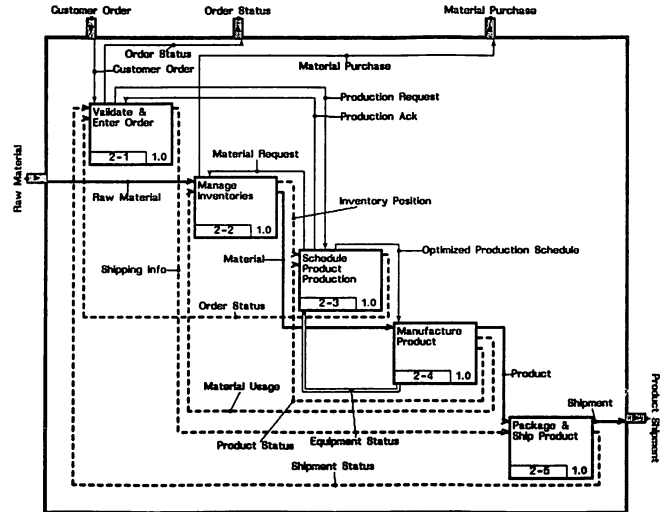 Customer Order
Order Status
Material Purchase
Order Status
Customer Order
Material Purchase
Production Request
Production Ack
Validate &
Enter Order
2-1 1.0
Material Request
Raw Material
Raw Material
Manage
Inventories
2-2 1.0
Inventory Position
Optimized Production Schedule
Material
Shipping Info
Schedule
Product
Production
2-3 1.0
Order Status
Manufacture
Product
2-4 1.0
Product
Material Usage
Product Status
Equipment Status
Shipment
Product Shipment
Package &
Ship Product
2-5 1.0
Shipment Status